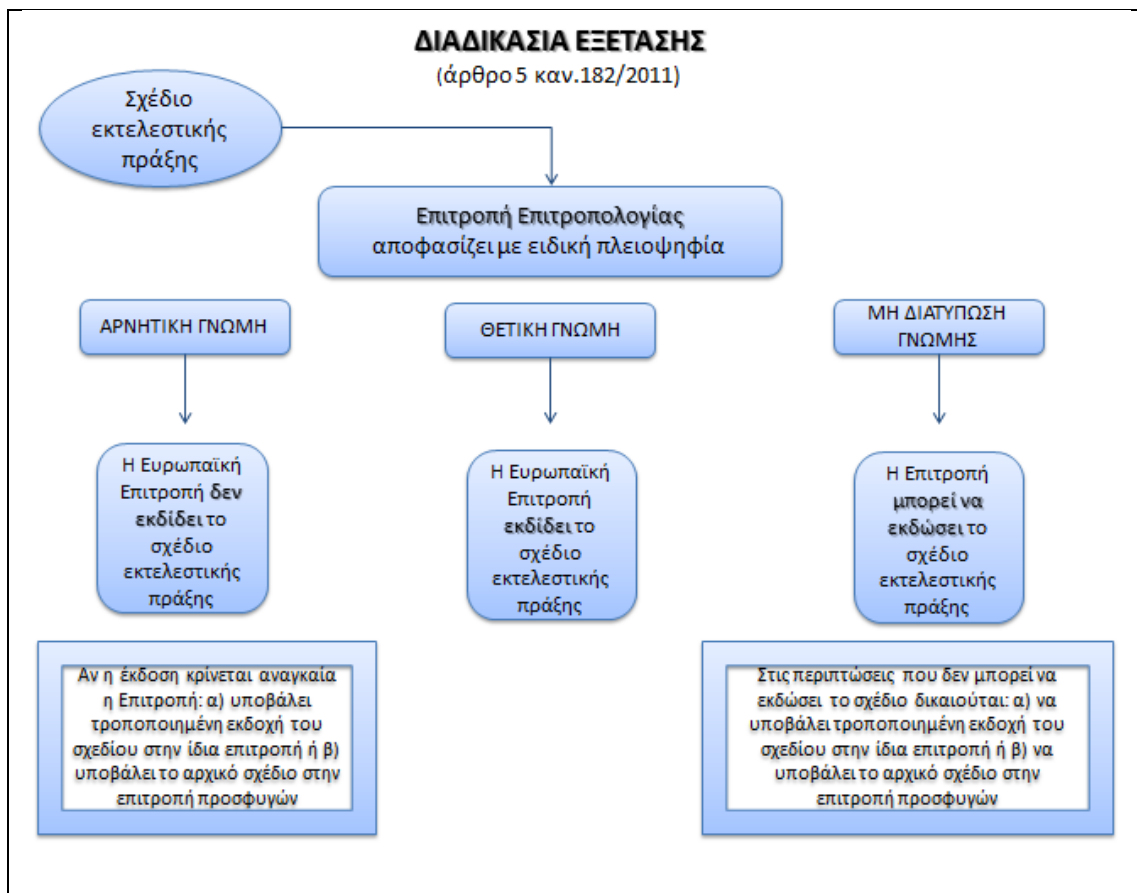 ΔΙΑΔΙΚΑΣΙΑ ΕΞΕΤΑΣΗΣ
(άρθρο 5 καν.182/2011)
Σχέδιο
εκτελεστικής
πράξης
Επιτροπή Επιτροπολογίας
αποφασίζει με ειδική πλειοψηφία
ΑΡΝΗΤΙΚΗ ΓΝΩΜΗ
ΘΕΤΙΚΗ ΓΝΩΜΗ
ΜΗ ΔΙΑΤΥΠΩΣΗ
ΓΝΩΜΗΣ
Η Ευρωπαϊκή
Επιτροπή δεν
εκδίδει το
σχέδιο
εκτελεστικής
πράξης
Η Ευρωπαϊκή
Επιτροπή
εκδίδει το
σχέδιο
εκτελεστικής
πράξης
Η Επιτροπή
μπορεί να
εκδώσει το
σχέδιο
εκτελεστικής
πράξης
Αν η έκδοση κρίνεται αναγκαία
η Επιτροπή: α) υποβάλει
τροποποιημένη εκδοχή του
σχεδίου στην ίδια επιτροπή ή β)
υποβάλει το αρχικό σχέδιο στην
επιτροπή προσφυγών
Στις περιπτώσεις που δεν μπορεί να
εκδώσει το σχέδιο δικαιούται: α) να
υποβάλει τροποποιημένη εκδοχή του
σχεδίου στην ίδια επιτροπή ή β) να
υποβάλει το αρχικό σχέδιο στην
επιτροπή προσφυγών